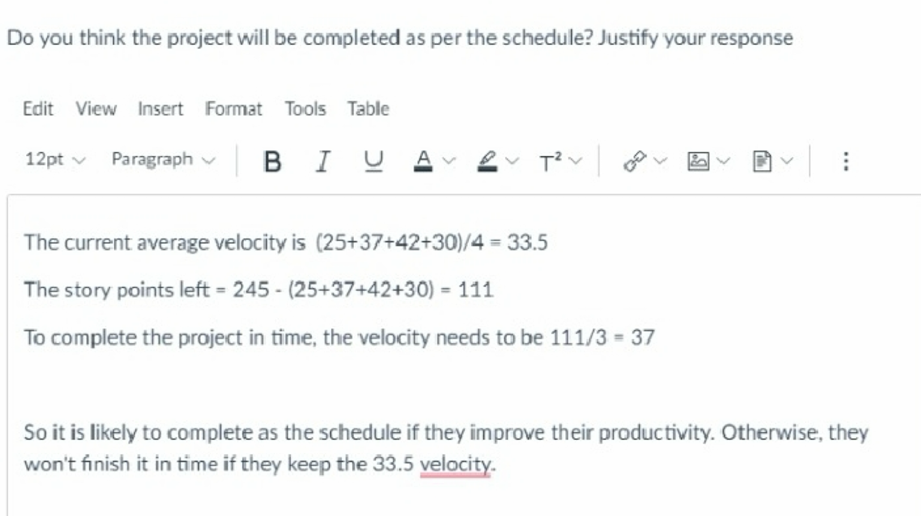 Do you think the project will be completed as per the schedule? Justify your response
Edit View Insert Format Tools Table
12pt Paragraph B I U A T²
The current average velocity is (25+37+42+30)/4 = 33.5
The story points left = 245 - (25+37+42+30) = 111
To complete the project in time, the velocity needs to be 111/3 = 37
So it is likely to complete as the schedule if they improve their productivity. Otherwise, they
won't finish it in time if they keep the 33.5 velocity.